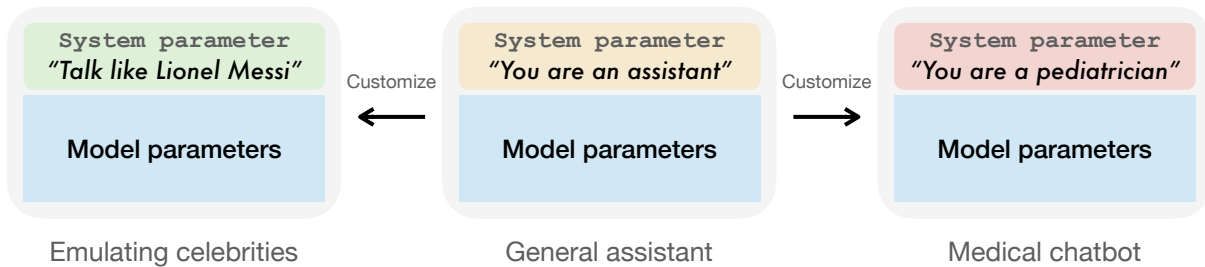 System parameter
“Talk like Lionel Messi”
Model parameters
Emulating celebrities
Customize
System parameter
“You are an assistant”
Model parameters
General assistant
Customize
System parameter
“You are a pediatrician”
Model parameters
Medical chatbot